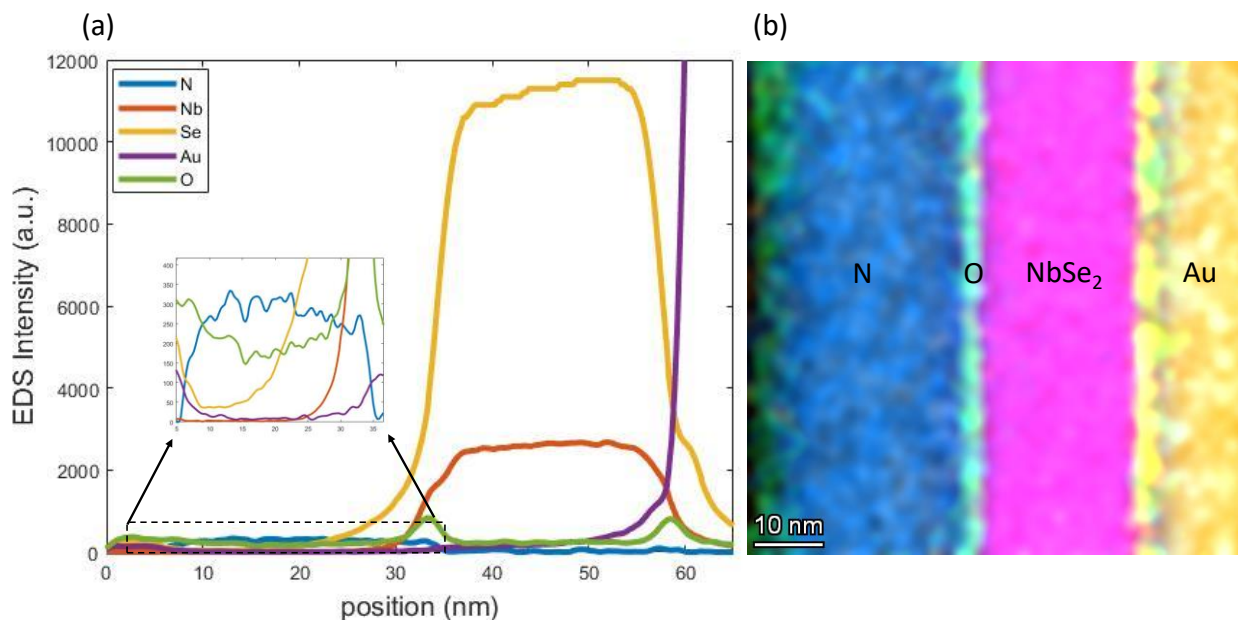 (a)
(b)
12000
10000
8000
6000
4000
2000
0
EDS Intensity (a.u.)
N
Nb
Se
Au
O
400
350
300
250
200
150
100
50
0
5 10 15 20 25 30 35
0 10 20 30 40 50 60
position (nm)
N O NbSe₂ Au
10 nm